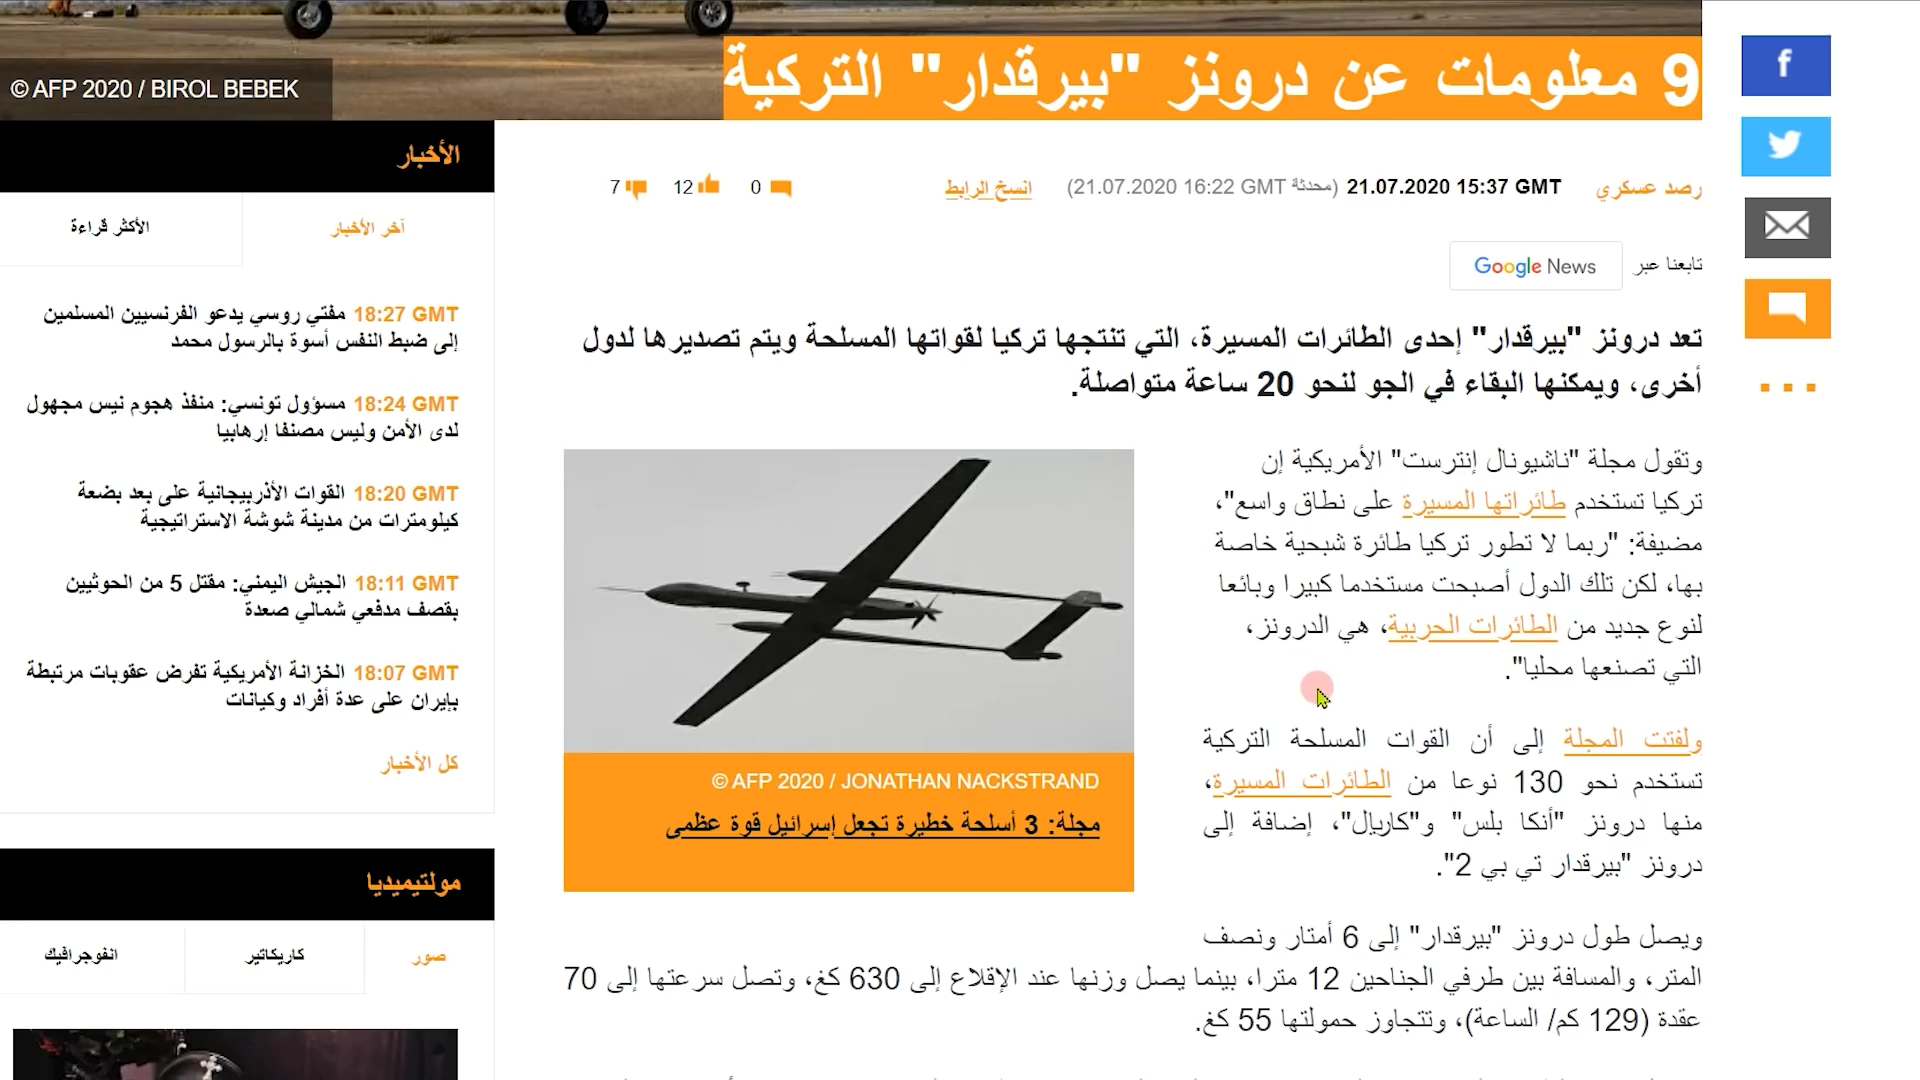 © AFP 2020 / BIROL BEBEK
9 معلومات عن درونز "بيرقدار" التركية
رصد عسكري
21.07.2020 15:37 GMT (محدثة 21.07.2020 16:22 GMT)
انسخ الرابط
0
12
7
تابعنا عبر
Google News
تعد درونز "بيرقدار" إحدى الطائرات المسيرة، التي تنتجها تركيا لقواتها المسلحة ويتم تصديرها لدول
أخرى، ويمكنها البقاء في الجو لنحو 20 ساعة متواصلة.
وتقول مجلة "ناشيونال إنترست" الأمريكية إن
تركيا تستخدم طائراتها المسيرة على نطاق واسع"،
مضيفة: "ربما لا تطور تركيا طائرة شبحية خاصة
بها، لكن تلك الدول أصبحت مستخدما كبيرا وبائعا
لنوع جديد من الطائرات الحربية، هي الدرونز،
التي تصنعها محليا".
© AFP 2020 / JONATHAN NACKSTRAND
مجلة: 3 أسلحة خطيرة تجعل إسرائيل قوة عظمى
ولفتت المجلة إلى أن القوات المسلحة التركية
تستخدم نحو 130 نوعا من الطائرات المسيرة،
منها درونز "أنكا بلس" و"كاريال"، إضافة إلى
درونز "بيرقدار تي بي 2".
ويصل طول درونز "بيرقدار" إلى 6 أمتار ونصف
المتر، والمسافة بين طرفي الجناحين 12 مترا، بينما يصل وزنها عند الإقلاع إلى 630 كغ، وتصل سرعتها إلى 70
عقدة (129 كم/ الساعة)، وتتجاوز حمولتها 55 كغ.
الأخبار
آخر الأخبار
الأكثر قراءة
18:27 GMT مفتي روسي يدعو الفرنسيين المسلمين
إلى ضبط النفس أسوة بالرسول محمد
18:24 GMT مسؤول تونسي: منفذ هجوم نيس مجهول
لدى الأمن وليس مصنفا إرهابيا
18:20 GMT القوات الأذربيجانية على بعد بضعة
كيلومترات من مدينة شوشة الاستراتيجية
18:11 GMT الجيش اليمني: مقتل 5 من الحوثيين
بقصف مدفعي شمالي صعدة
18:07 GMT الخزانة الأمريكية تفرض عقوبات مرتبطة
بإيران على عدة أفراد وكيانات
كل الأخبار
مولتيميديا
صور
كاريكاتير
انفوجرافيك